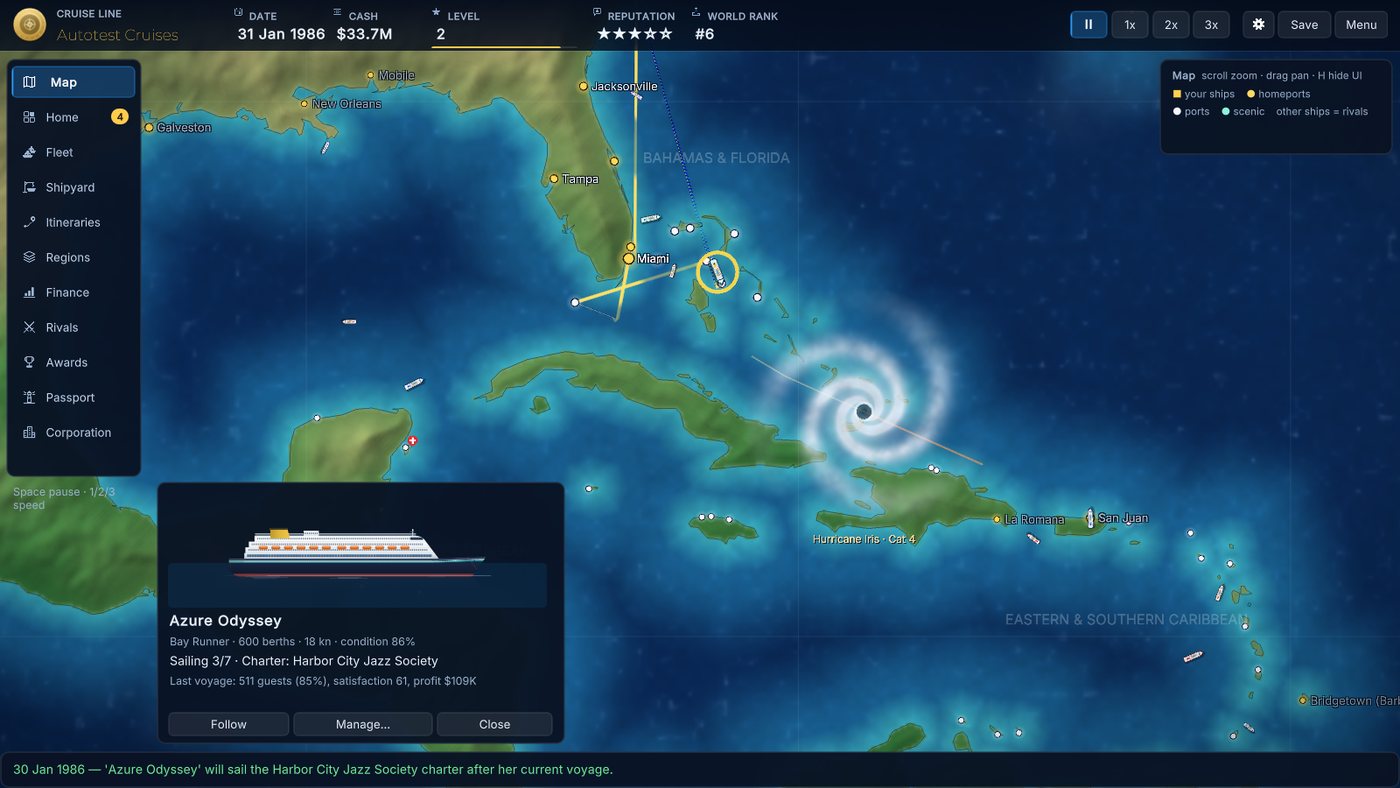 CRUISE LINE
Autotest Cruises
DATE
31 Jan 1986
CASH
$33.7M
LEVEL
2
REPUTATION
★★★☆☆
WORLD RANK
#6
1x
2x
3x
Save
Menu
Map
Home
4
Fleet
Shipyard
Itineraries
Regions
Finance
Rivals
Awards
Passport
Corporation
Space pause · 1/2/3
speed
Map scroll zoom · drag pan · H hide UI
your ships
homeports
ports
scenic
other ships = rivals
Mobile
New Orleans
Galveston
Jacksonville
BAHAMAS & FLORIDA
Tampa
Miami
La Romana
San Juan
Hurricane Iris · Cat 4
EASTERN & SOUTHERN CARIBBEAN
Bridgetown (Bar
Azure Odyssey
Bay Runner · 600 berths · 18 kn · condition 86%
Sailing 3/7 · Charter: Harbor City Jazz Society
Last voyage: 511 guests (85%), satisfaction 61, profit $109K
Follow
Manage...
Close
30 Jan 1986 — 'Azure Odyssey' will sail the Harbor City Jazz Society charter after her current voyage.